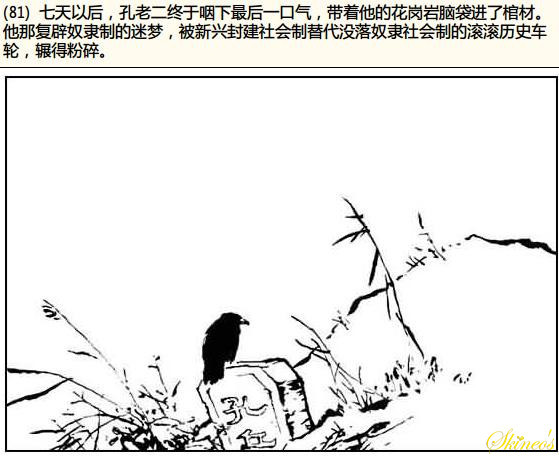 (81) 七天以后，孔老二终于咽下最后一口气，带着他的花岗岩脑袋进了棺材。
他那复辟奴隶制的迷梦，被新兴封建社会制替代没落奴隶社会制的滚滚历史车
轮，辗得粉碎。
孔
丘
Skineo's